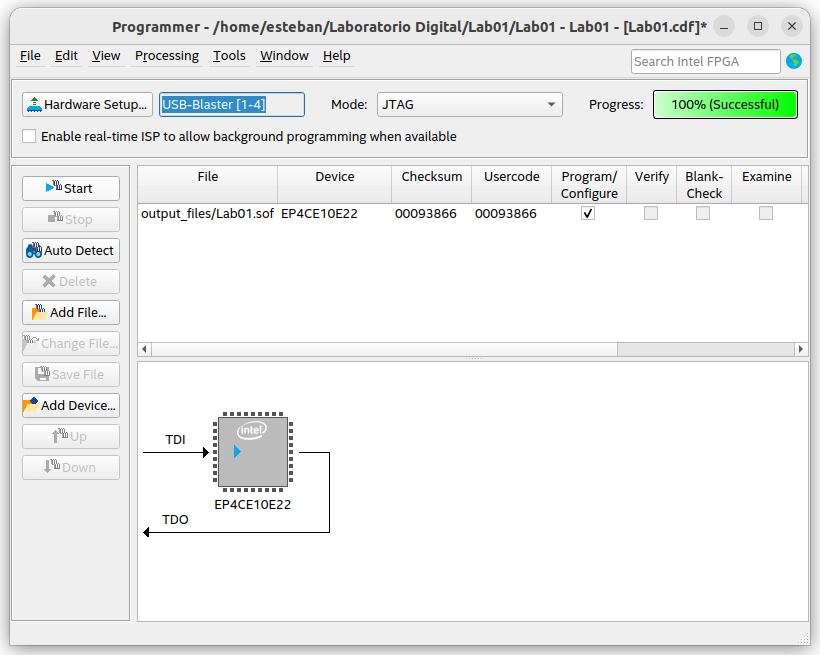 Programmer - /home/esteban/Laboratorio Digital/Lab01/Lab01 - Lab01 - [Lab01.cdf]*
File Edit View Processing Tools Window Help
Search Intel FPGA
Hardware Setup... USB-Blaster [1-4] Mode: JTAG Progress: 100% (Successful)
Enable real-time ISP to allow background programming when available
Start
Stop
Auto Detect
Delete
Add File...
Change File...
Save File
Add Device...
Up
Down
File Device Checksum Usercode Program/ Verify Blank- Examine
Configure Check
output_files/Lab01.sof EP4CE10E22 00093866 00093866
intel
TDI
EP4CE10E22
TDO